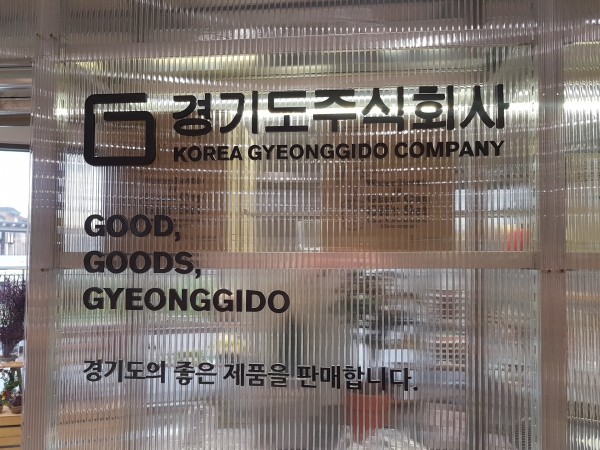 경기도주식회사
KOREA GYEONGGIDO COMPANY
GOOD,
GOODS,
GYEONGGIDO
경기도의 좋은 제품을 판매합니다.